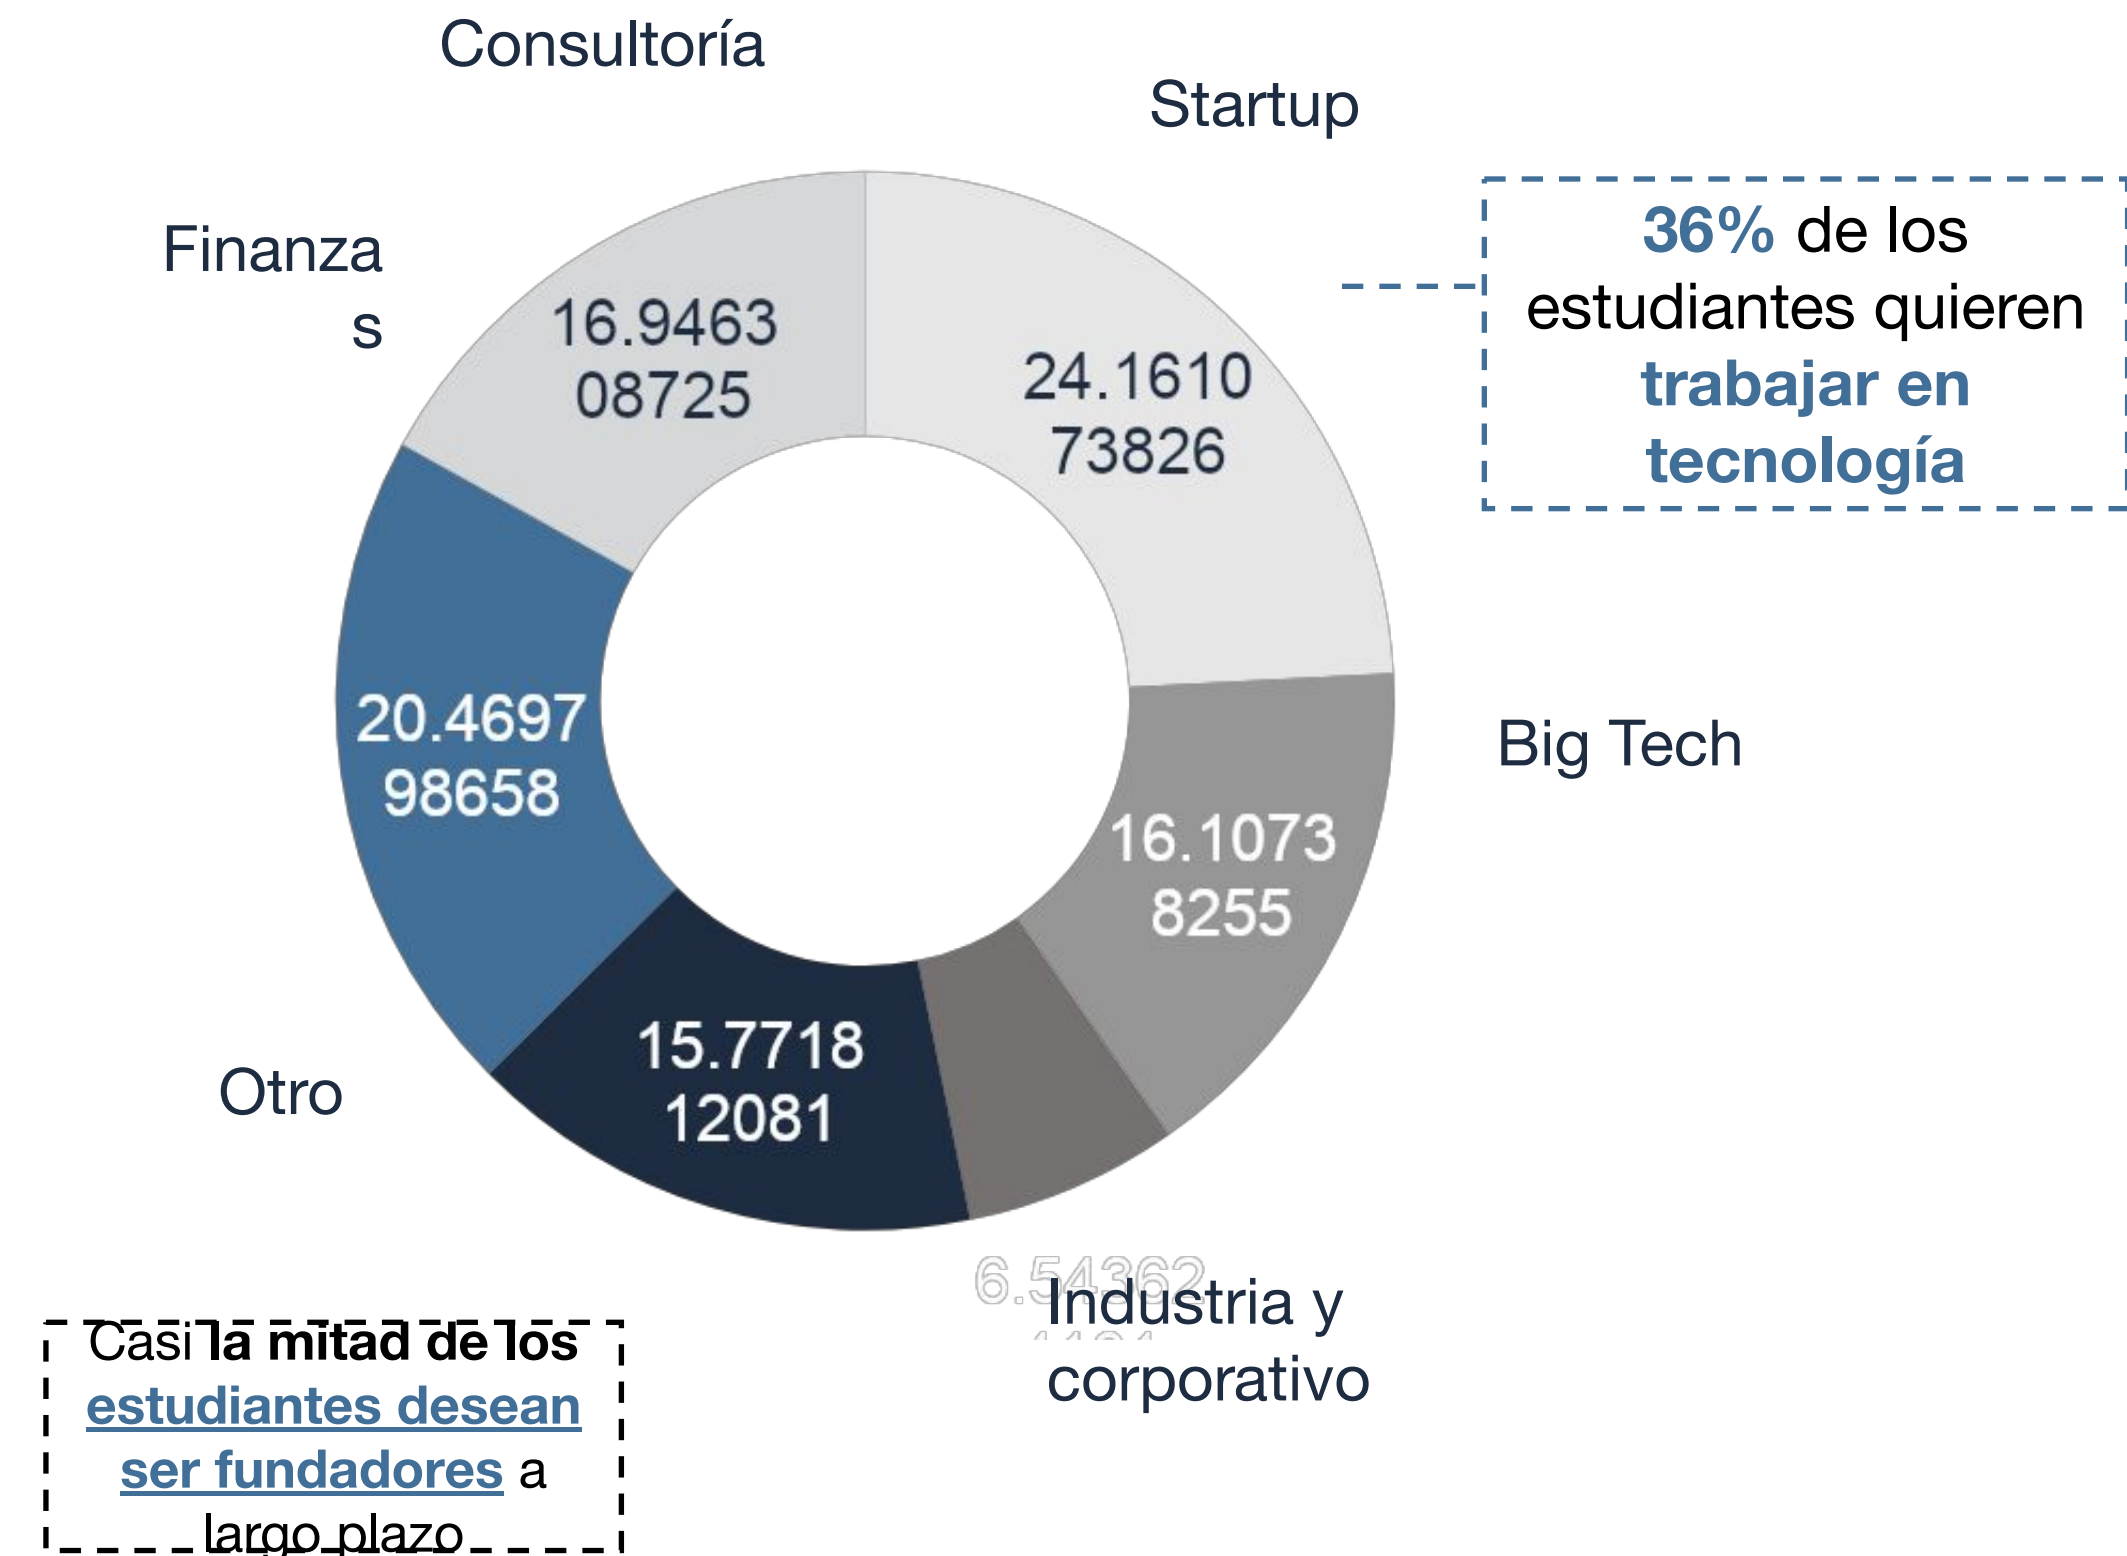 Consultoría
Startup
Finanza
s
36% de los
estudiantes quieren
trabajar en
tecnología
16.9463
08725
24.1610
73826
20.4697
98658
Big Tech
16.1073
8255
15.7718
12081
Otro
6.54362
Industria y
corporativo
Casi la mitad de los
estudiantes desean
ser fundadores a
largo plazo